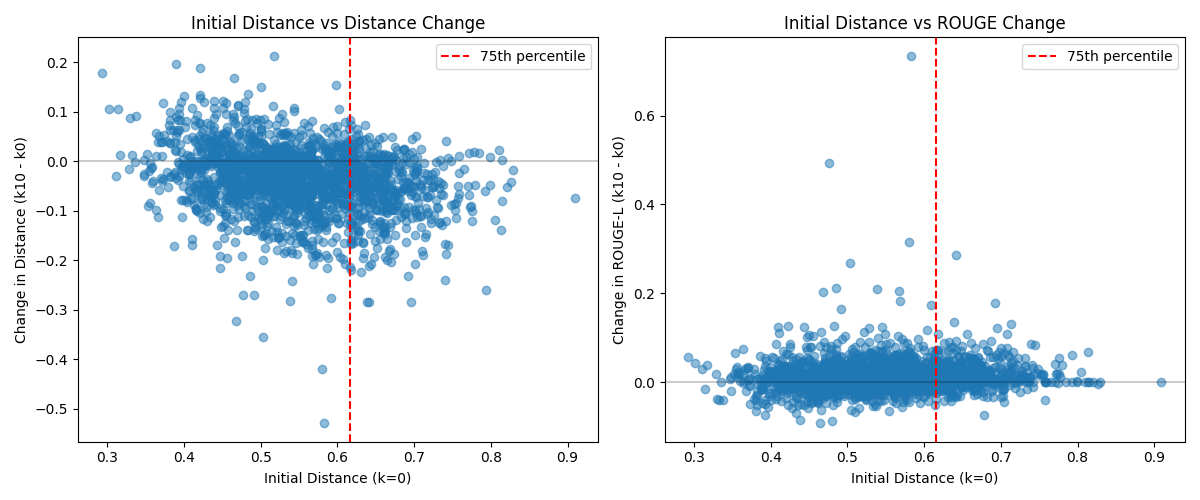 Initial Distance vs Distance Change
Change in Distance (k10 - k0)
0.2
0.1
0.0
−0.1
−0.2
−0.3
−0.4
−0.5
75th percentile
0.3 0.4 0.5 0.6 0.7 0.8 0.9
Initial Distance (k=0)
Initial Distance vs ROUGE Change
Change in ROUGE-L (k10 - k0)
0.6
0.4
0.2
0.0
75th percentile
0.3 0.4 0.5 0.6 0.7 0.8 0.9
Initial Distance (k=0)